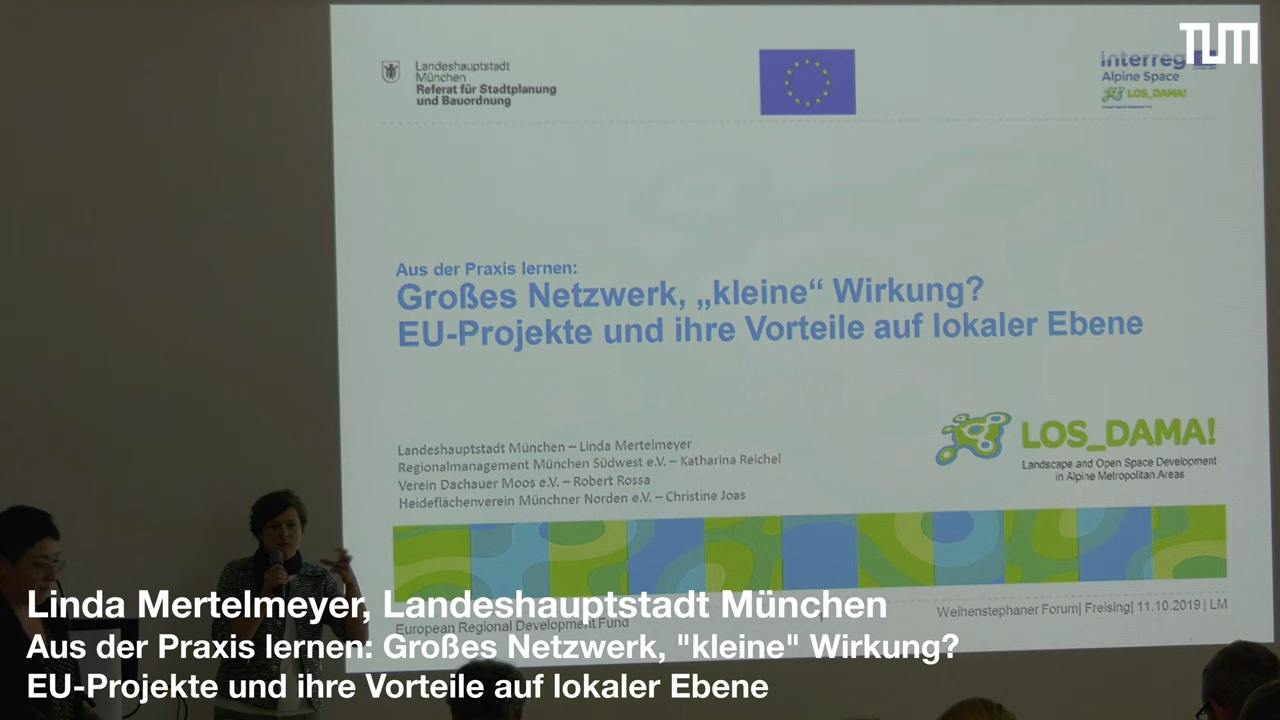 TUM
Landeshauptstadt
München
Referat für Stadtplanung
und Bauordnung
Interreg
Alpine Space
LOS_DAMA!
Aus der Praxis lernen:
Großes Netzwerk, „kleine“ Wirkung?
EU-Projekte und ihre Vorteile auf lokaler Ebene
Landeshauptstadt München – Linda Mertelmeyer
Regionalmanagement München Südwest e.V. – Katharina Reichel
Verein Dachauer Moos e.V. – Robert Rossa
Heideflächenverein Münchner Norden e.V. – Christine Joas
LOS_DAMA!
Landscape and Open Space Development
in Alpine Metropolitan Areas
European Regional Development Fund
Weihenstephaner Forum| Freising| 11.10.2019 | LM
Linda Mertelmeyer, Landeshauptstadt München
Aus der Praxis lernen: Großes Netzwerk, "kleine" Wirkung?
EU-Projekte und ihre Vorteile auf lokaler Ebene